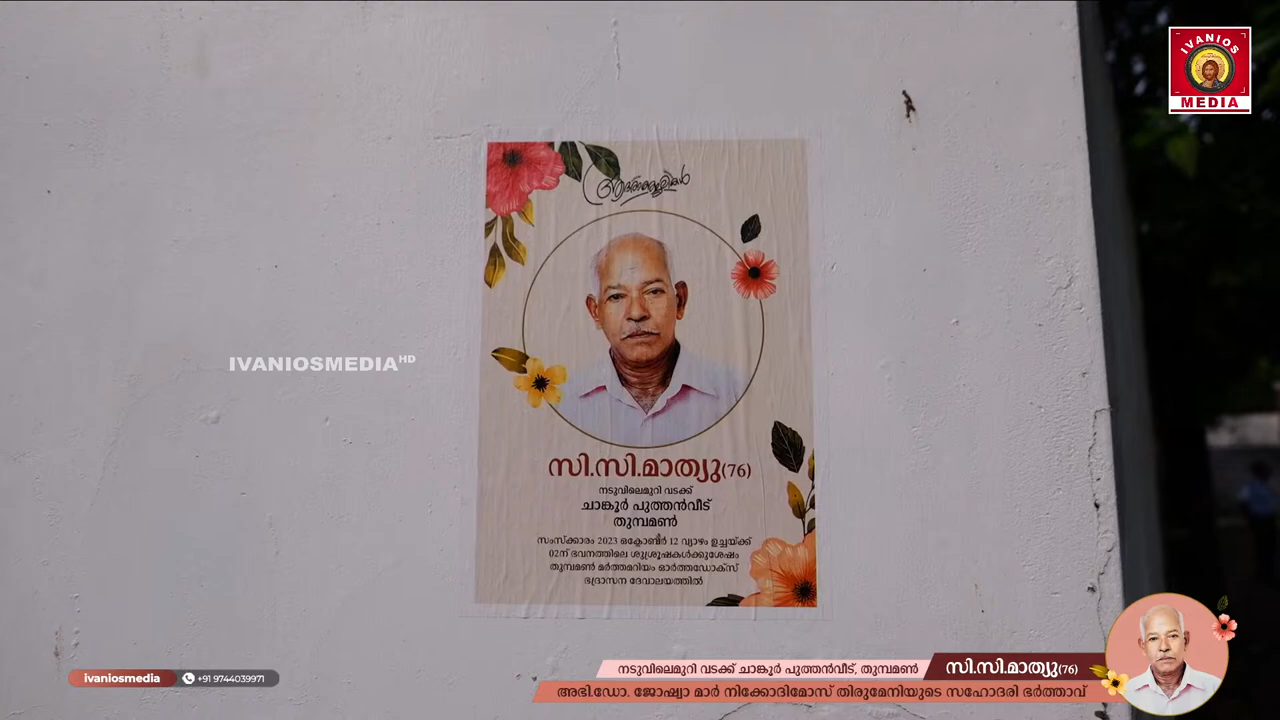 IVANIOS
MEDIA
ആദരാഞ്ജലികൾ
IVANIOSMEDIA HD
സി.സി.മാത്യു(76)
നടുവിലെമുറി വടക്ക്
ചാങ്കൂർ പുത്തൻവീട്
തുമ്പമൺ
സംസ്ക്കാരം 2023 ഒക്ടോബർ 12 വ്യാഴം ഉച്ചയ്ക്ക്
02ന് ഭവനത്തിലെ ശുശ്രൂഷകൾക്കുശേഷം
തുമ്പമൺ മർത്തമറിയം ഓർത്തഡോക്സ്
ഭദ്രാസന ദേവാലയത്തിൽ
നടുവിലെമുറി വടക്ക് ചാങ്കൂർ പുത്തൻവീട്, തുമ്പമൺ
സി.സി.മാത്യു(76)
ivaniosmedia
+91 9744039971
അഭി.ഡോ. ജോഷ്വാ മാർ നിക്കോദിമോസ് തിരുമേനിയുടെ സഹോദരി ഭർത്താവ്